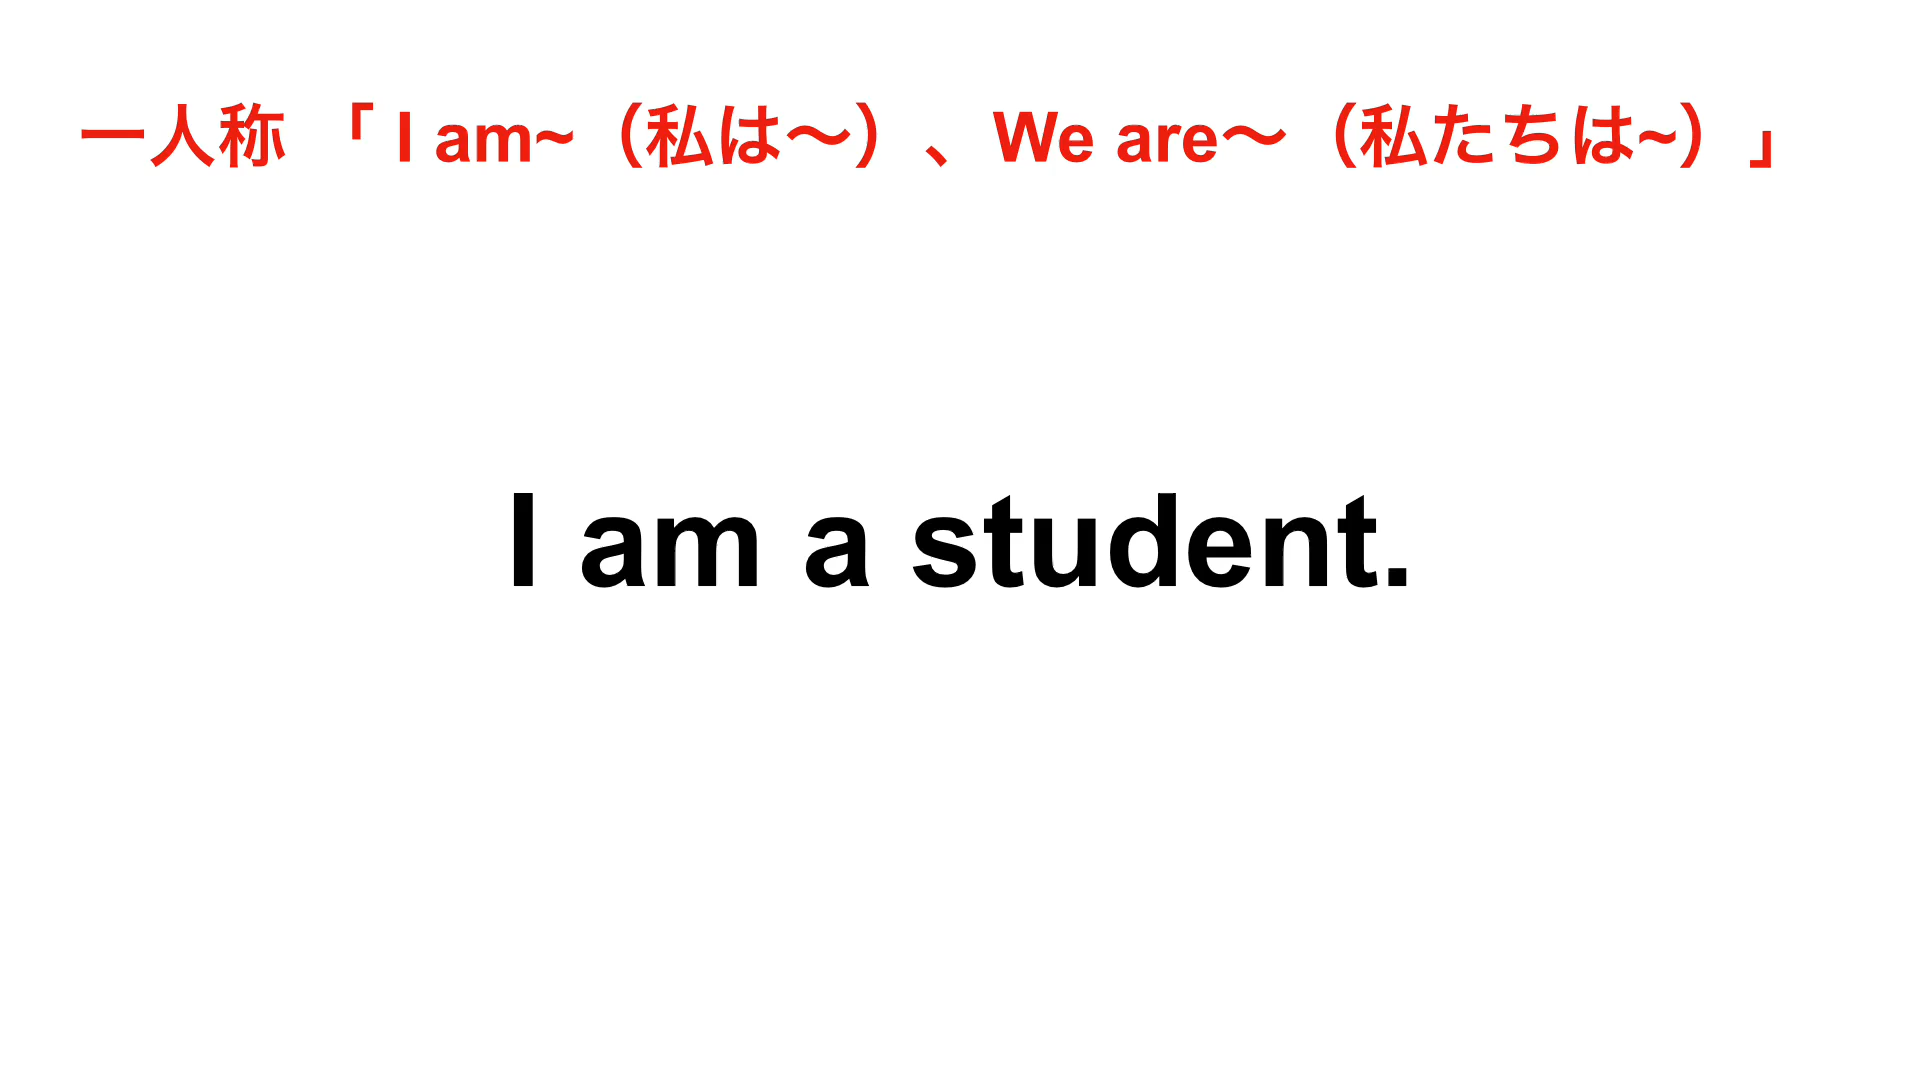 一人称 「 I am~（私は〜）、We are〜（私たちは~）」
I am a student.